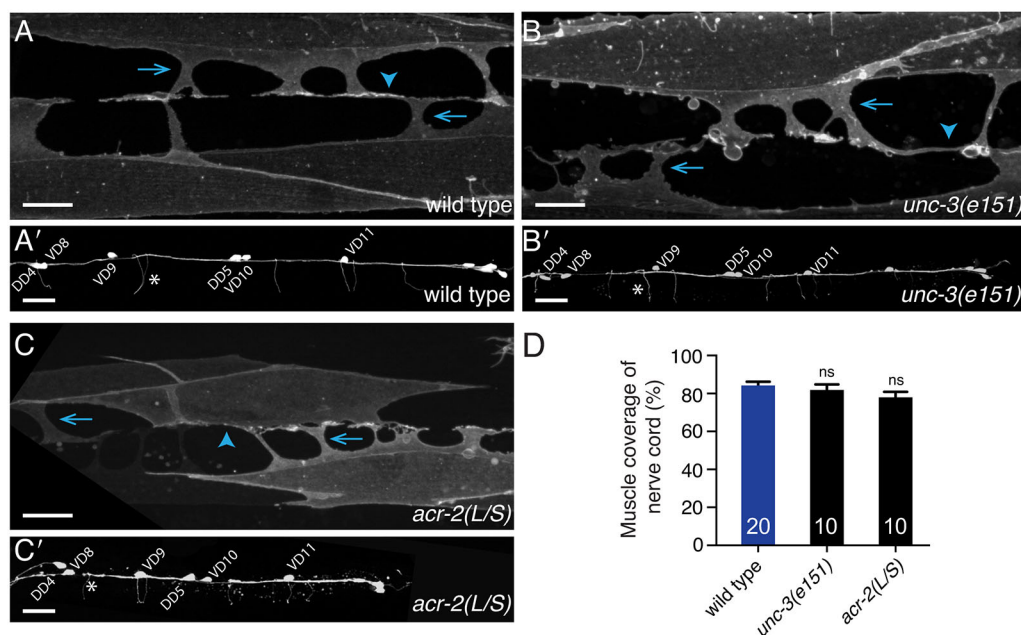 A
wild type
B
unc-3(e151)
A′
DD4
VD8
VD9
*
DD5
VD10
VD11
wild type
B′
DD4
VD8
VD9
*
DD5
VD10
VD11
unc-3(e151)
C
acr-2(L/S)
C′
DD4
VD8
*
VD9
DD5
VD10
VD11
acr-2(L/S)
D
Muscle coverage of
nerve cord (%)
100
80
60
40
20
0
ns
ns
20
10
10
wild type
unc-3(e151)
acr-2(L/S)